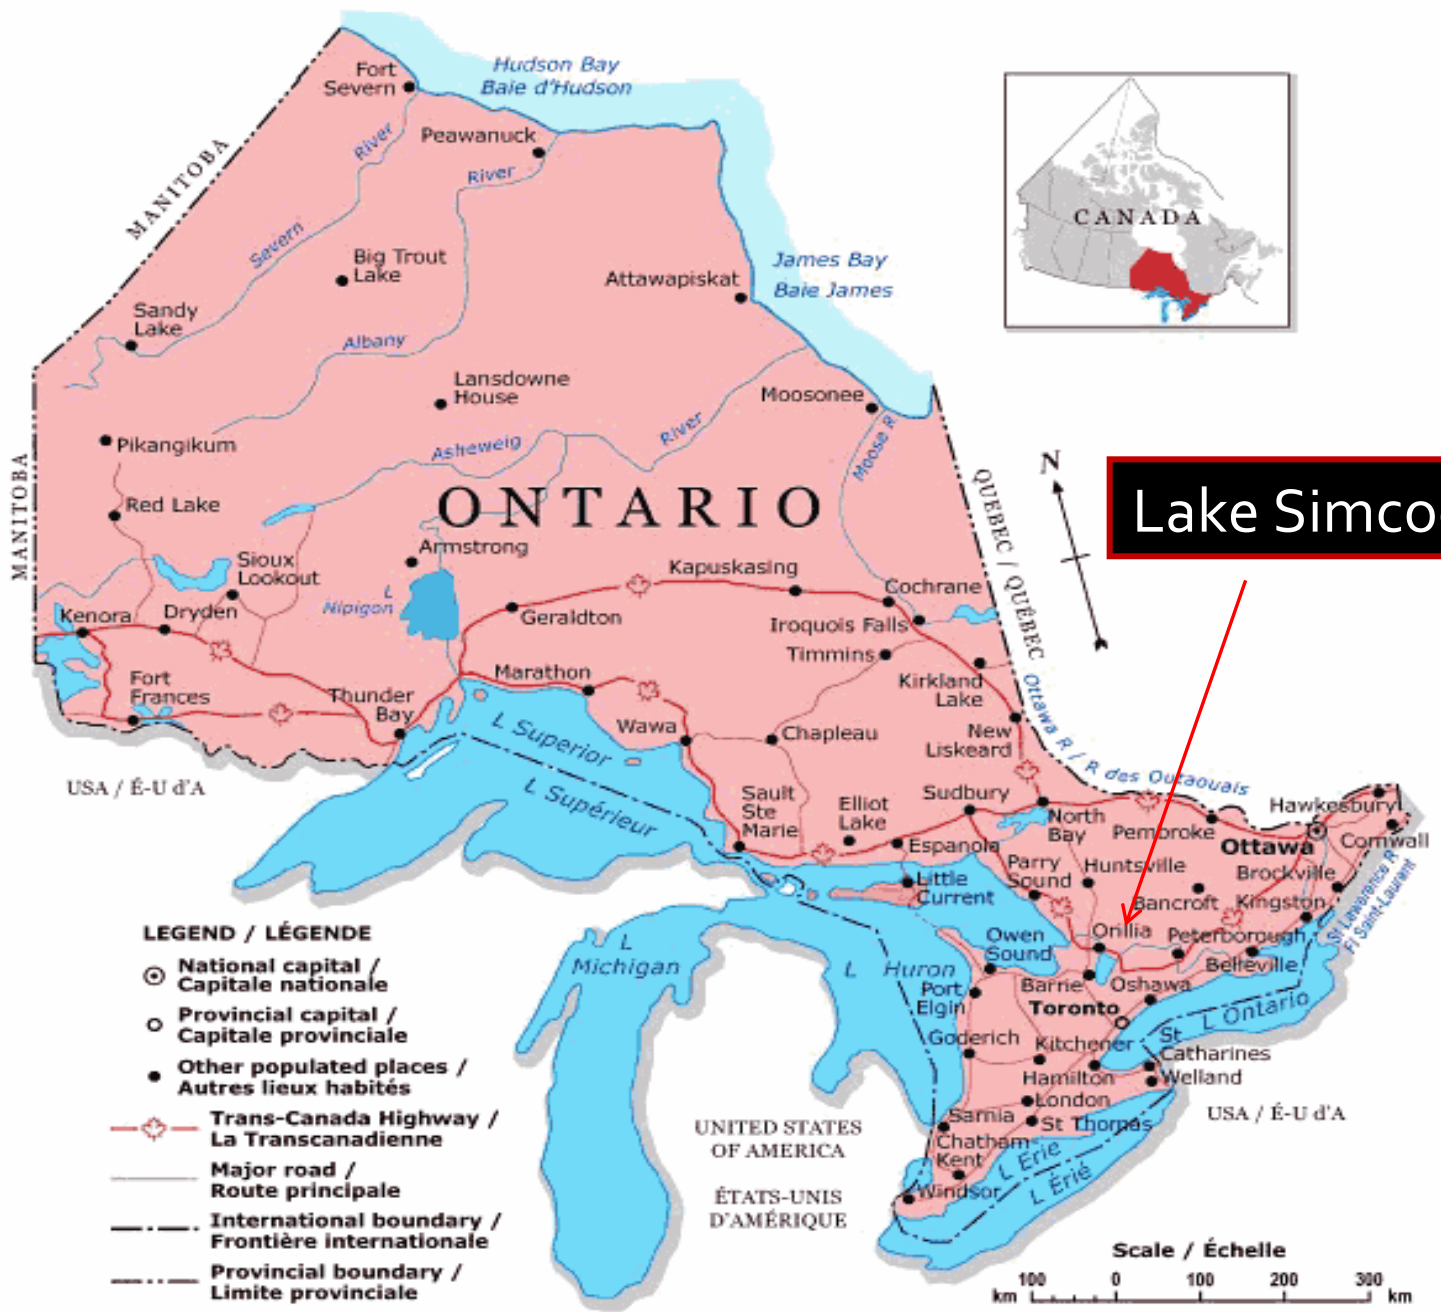 Hudson Bay
Baie d'Hudson
Fort
Severn
Peawanuck
River
River
MANITOBA
Severn
Big Trout
Lake
Attawapiskat
James Bay
Baie James
CANADA
Sandy
Lake
Albany
Lansdowne
House
Moosonee
Pikangikum
Asheweig
River
Moose R
MANITOBA
Red Lake
ONTARIO
QUEBEC / QUÉBEC
N
Lake Simco
Armstrong
Sioux
Lookout
Kapuskasing
Cochrane
L
Nipigon
Kenora
Dryden
Geraldton
Iroquois Falls
Timmins
Marathon
Kirkland
Lake
Fort
Frances
Thunder
Bay
Wawa
Chapleau
New
Liskeard
Ottawa R / R des Outaouais
L Superior
L Supérieur
USA / É-U d'A
Sault
Ste
Marie
Elliot
Lake
Sudbury
North
Bay
Pembroke
Hawkesbury
Ottawa
Cornwall
Espanola
Parry
Sound
Huntsville
Brockville
Little
Current
Bancroft
Kingston
St Lawrence R
Fl Saint-Laurent
Orillia
Peterborough
Belleville
Owen
Sound
L Michigan
L Huron
Port
Elgin
Barrie
Oshawa
Toronto
L Ontario
Goderich
Kitchener
St
Catharines
Hamilton
Welland
London
Sarnia
St Thomas
USA / É-U d'A
Chatham-
Kent
L Erie
L Érié
Windsor
UNITED STATES
OF AMERICA
ÉTATS-UNIS
D'AMÉRIQUE
LEGEND / LÉGENDE
National capital /
Capitale nationale
Provincial capital /
Capitale provinciale
Other populated places /
Autres lieux habités
Trans-Canada Highway /
La Transcanadienne
Major road /
Route principale
International boundary /
Frontière internationale
Provincial boundary /
Limite provinciale
Scale / Échelle
100 0 100 200 300
km km